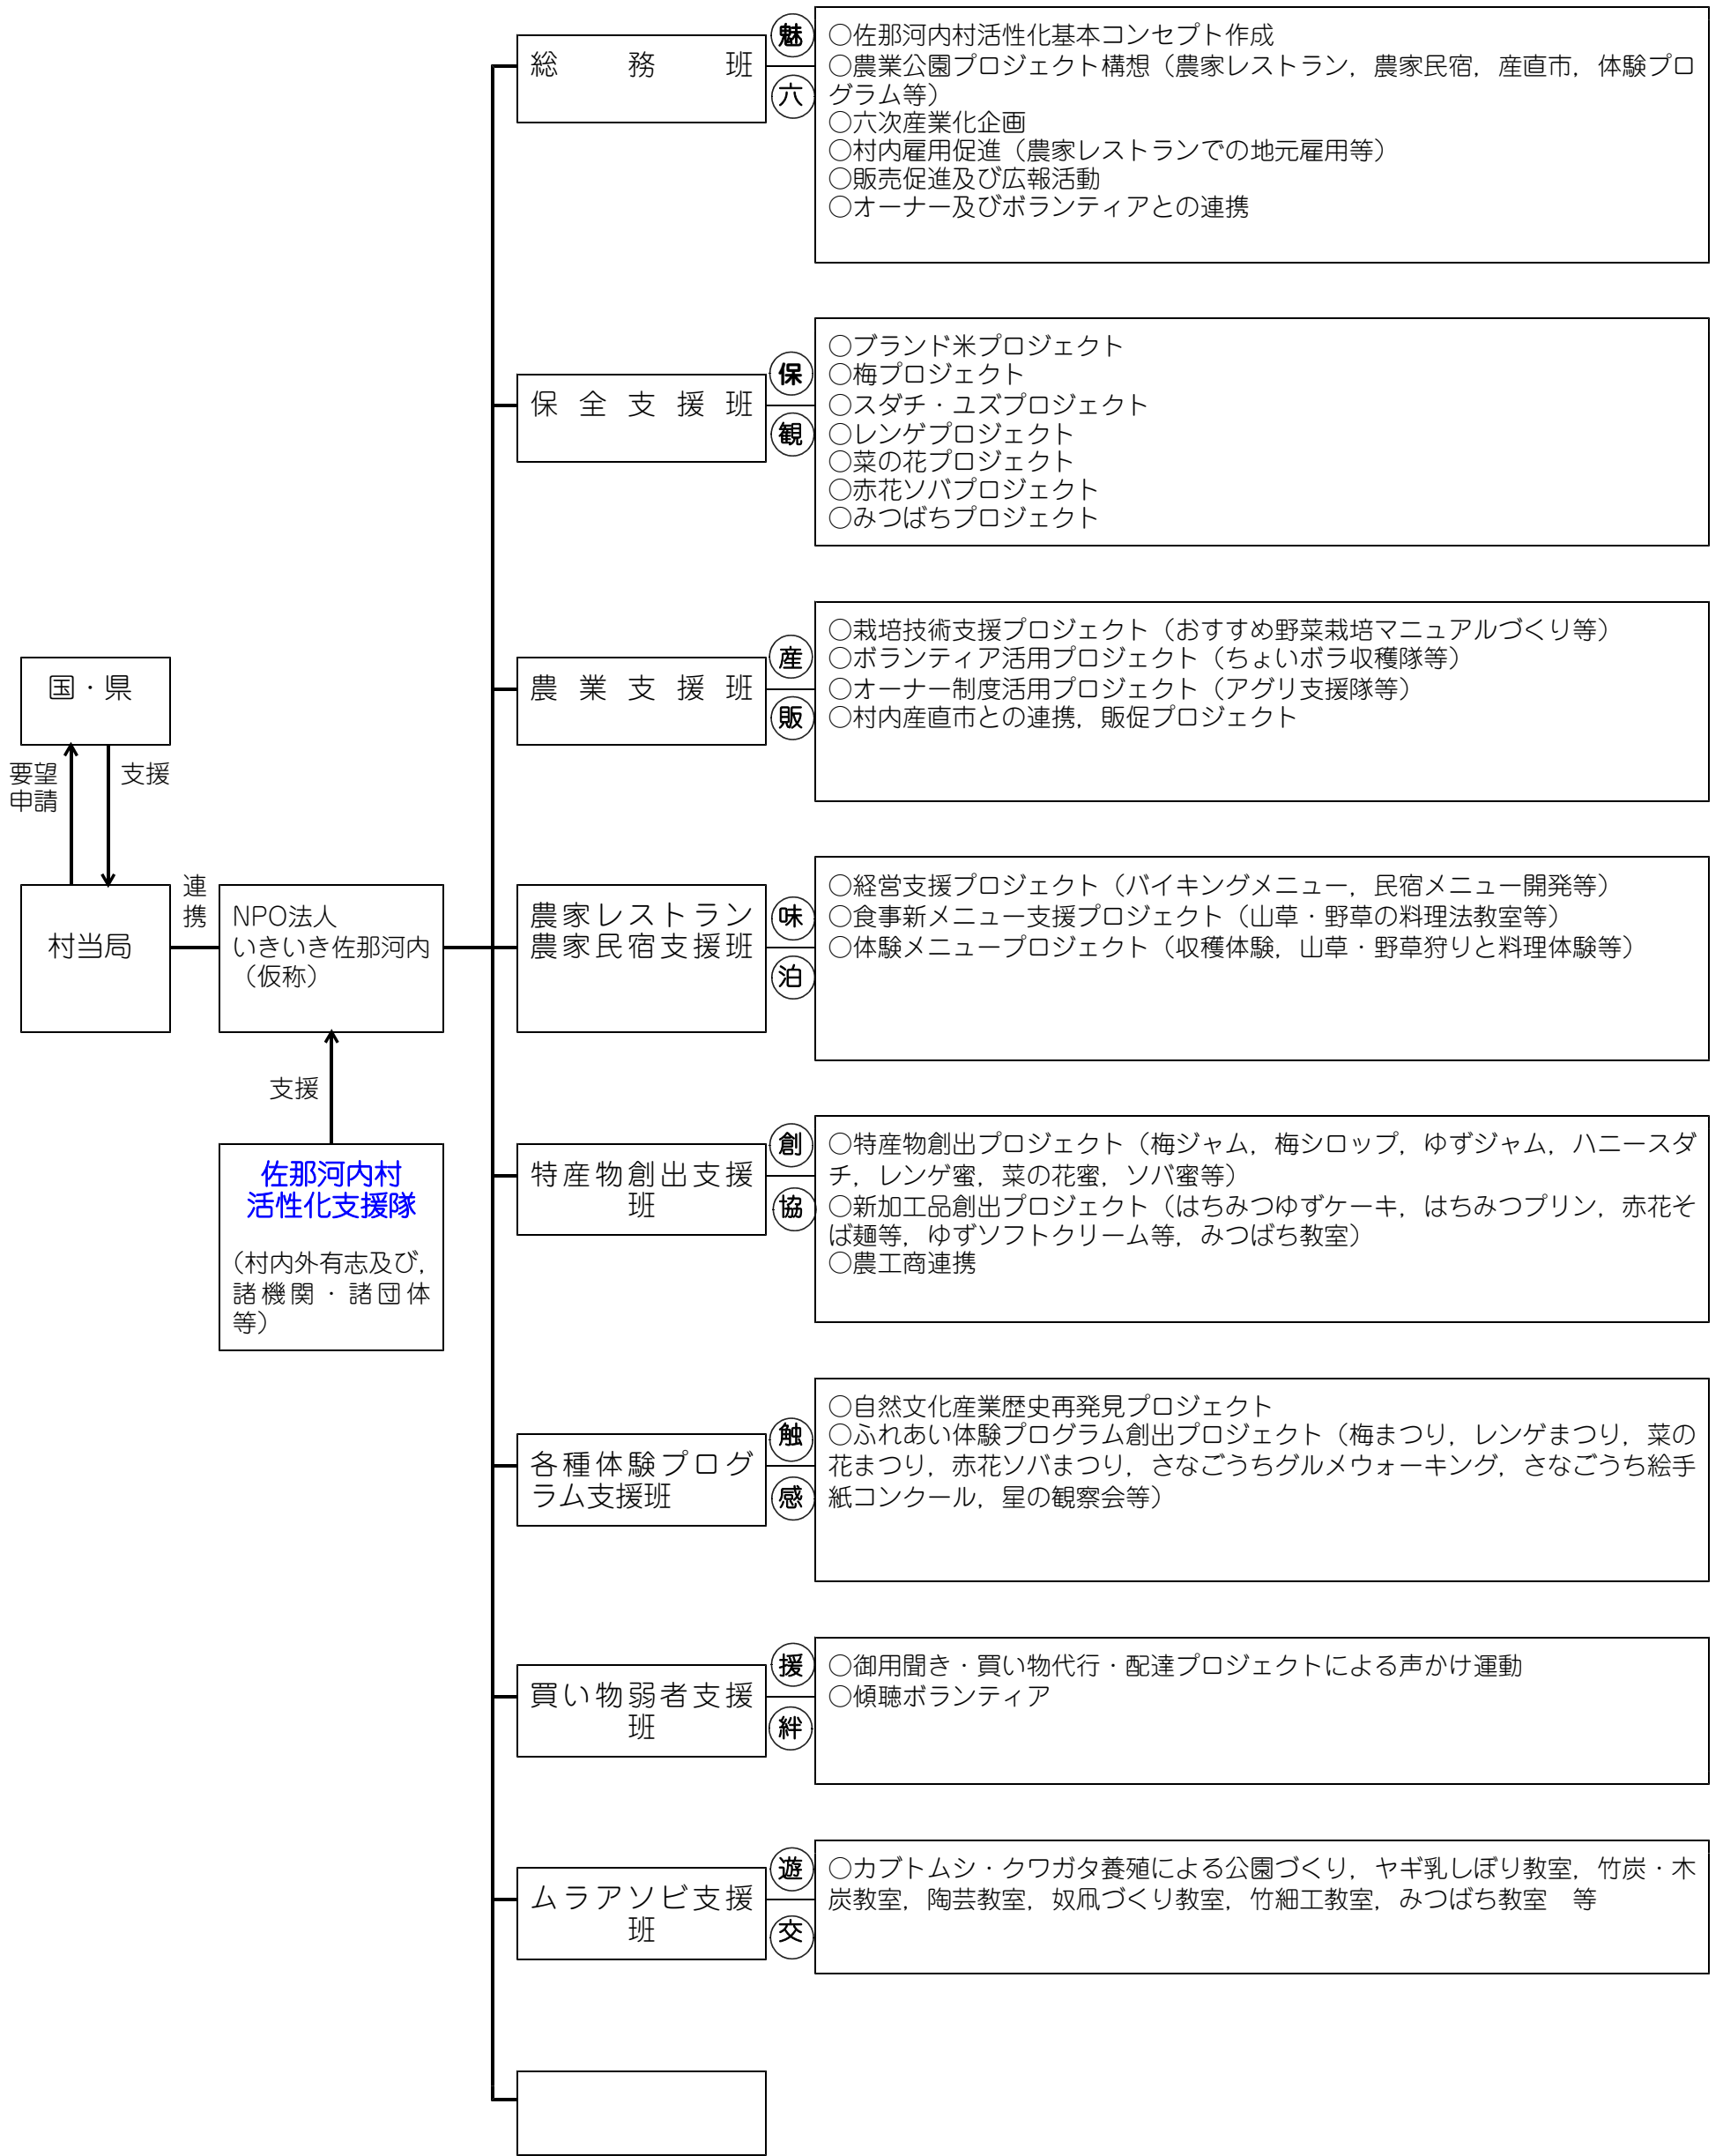 国・県
要望
申請
支援
村当局
連
携
NPO法人
いきいき佐那河内
（仮称）
支援
佐那河内村
活性化支援隊
（村内外有志及び，
諸機関・諸団体
等）
総務班
魅
六
○佐那河内村活性化基本コンセプト作成
○農業公園プロジェクト構想（農家レストラン，農家民宿，産直市，体験プロ
グラム等）
○六次産業化企画
○村内雇用促進（農家レストランでの地元雇用等）
○販売促進及び広報活動
○オーナー及びボランティアとの連携
保全支援班
保
観
○ブランド米プロジェクト
○梅プロジェクト
○スダチ・ユズプロジェクト
○レンゲプロジェクト
○菜の花プロジェクト
○赤花ソバプロジェクト
○みつばちプロジェクト
農業支援班
産
販
○栽培技術支援プロジェクト（おすすめ野菜栽培マニュアルづくり等）
○ボランティア活用プロジェクト（ちょいボラ収穫隊等）
○オーナー制度活用プロジェクト（アグリ支援隊等）
○村内産直市との連携，販促プロジェクト
農家レストラン
農家民宿支援班
味
泊
○経営支援プロジェクト（バイキングメニュー，民宿メニュー開発等）
○食事新メニュー支援プロジェクト（山草・野草の料理法教室等）
○体験メニュープロジェクト（収穫体験，山草・野草狩りと料理体験等）
特産物創出支援
班
創
協
○特産物創出プロジェクト（梅ジャム，梅シロップ，ゆずジャム，ハニースダ
チ，レンゲ蜜，菜の花蜜，ソバ蜜等）
○新加工品創出プロジェクト（はちみつゆずケーキ，はちみつプリン，赤花そ
ば麺等，ゆずソフトクリーム等，みつばち教室）
○農工商連携
各種体験プログ
ラム支援班
触
感
○自然文化産業歴史再発見プロジェクト
○ふれあい体験プログラム創出プロジェクト（梅まつり，レンゲまつり，菜の
花まつり，赤花ソバまつり，さなごうちグルメウォーキング，さなごうち絵手
紙コンクール，星の観察会等）
買い物弱者支援
班
援
絆
○御用聞き・買い物代行・配達プロジェクトによる声かけ運動
○傾聴ボランティア
ムラアソビ支援
班
遊
交
○カブトムシ・クワガタ養殖による公園づくり，ヤギ乳しぼり教室，竹炭・木
炭教室，陶芸教室，奴凧づくり教室，竹細工教室，みつばち教室　等